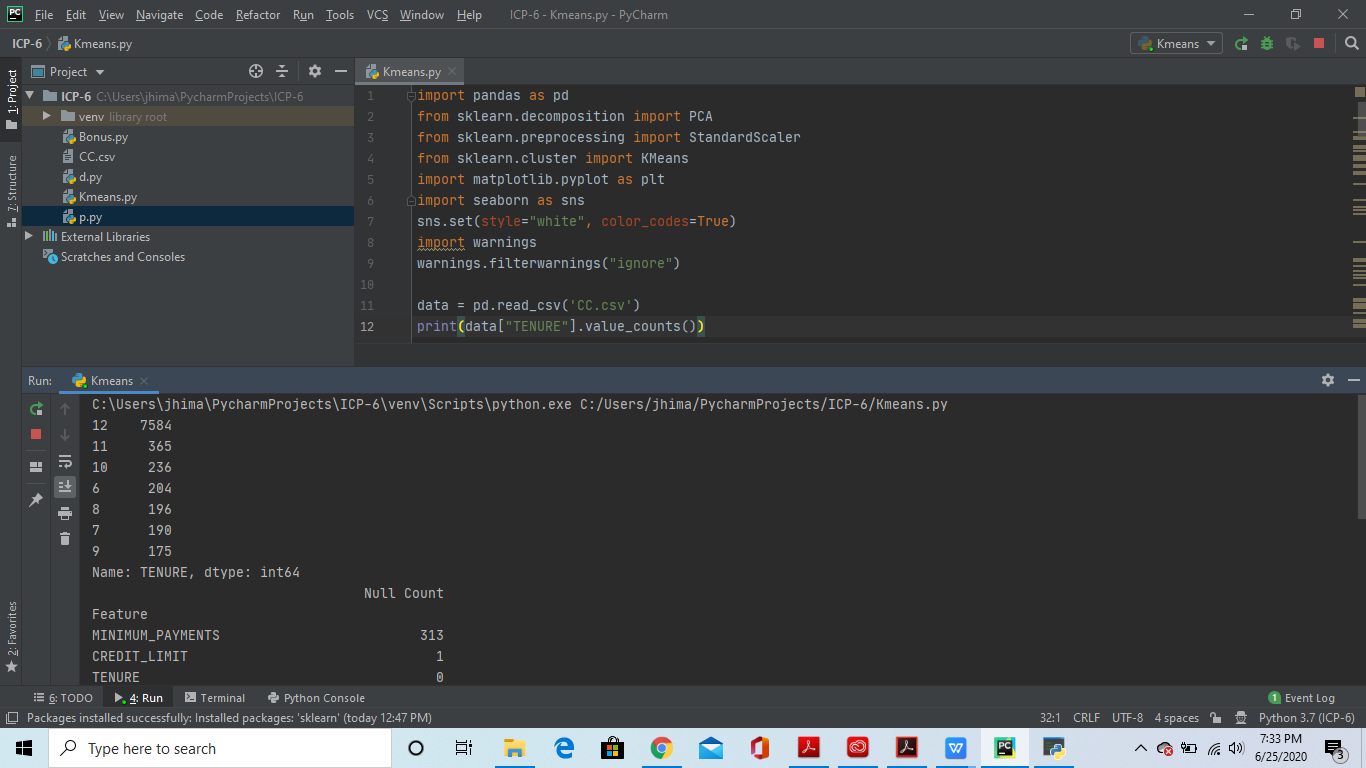 PC File Edit View Navigate Code Refactor Run Tools VCS Window Help ICP-6 - Kmeans.py - PyCharm
ICP-6 Kmeans.py Kmeans
Project
Kmeans.py
1: Project
7: Structure
2: Favorites
ICP-6 C:\Users\jhima\PycharmProjects\ICP-6
venv library root
Bonus.py
CC.csv
d.py
Kmeans.py
p.py
External Libraries
Scratches and Consoles
1 import pandas as pd
2 from sklearn.decomposition import PCA
3 from sklearn.preprocessing import StandardScaler
4 from sklearn.cluster import KMeans
5 import matplotlib.pyplot as plt
6 import seaborn as sns
7 sns.set(style="white", color_codes=True)
8 import warnings
9 warnings.filterwarnings("ignore")
10
11 data = pd.read_csv('CC.csv')
12 print(data["TENURE"].value_counts())
Run: Kmeans
C:\Users\jhima\PycharmProjects\ICP-6\venv\Scripts\python.exe C:/Users/jhima/PycharmProjects/ICP-6/Kmeans.py
12 7584
11 365
10 236
6 204
8 196
7 190
9 175
Name: TENURE, dtype: int64
Null Count
Feature
MINIMUM_PAYMENTS 313
CREDIT_LIMIT 1
TENURE 0
6: TODO 4: Run Terminal Python Console 1 Event Log
Packages installed successfully: Installed packages: 'sklearn' (today 12:47 PM) 32:1 CRLF UTF-8 4 spaces Python 3.7 (ICP-6)
Type here to search
W
PC
7:33 PM
6/25/2020
3